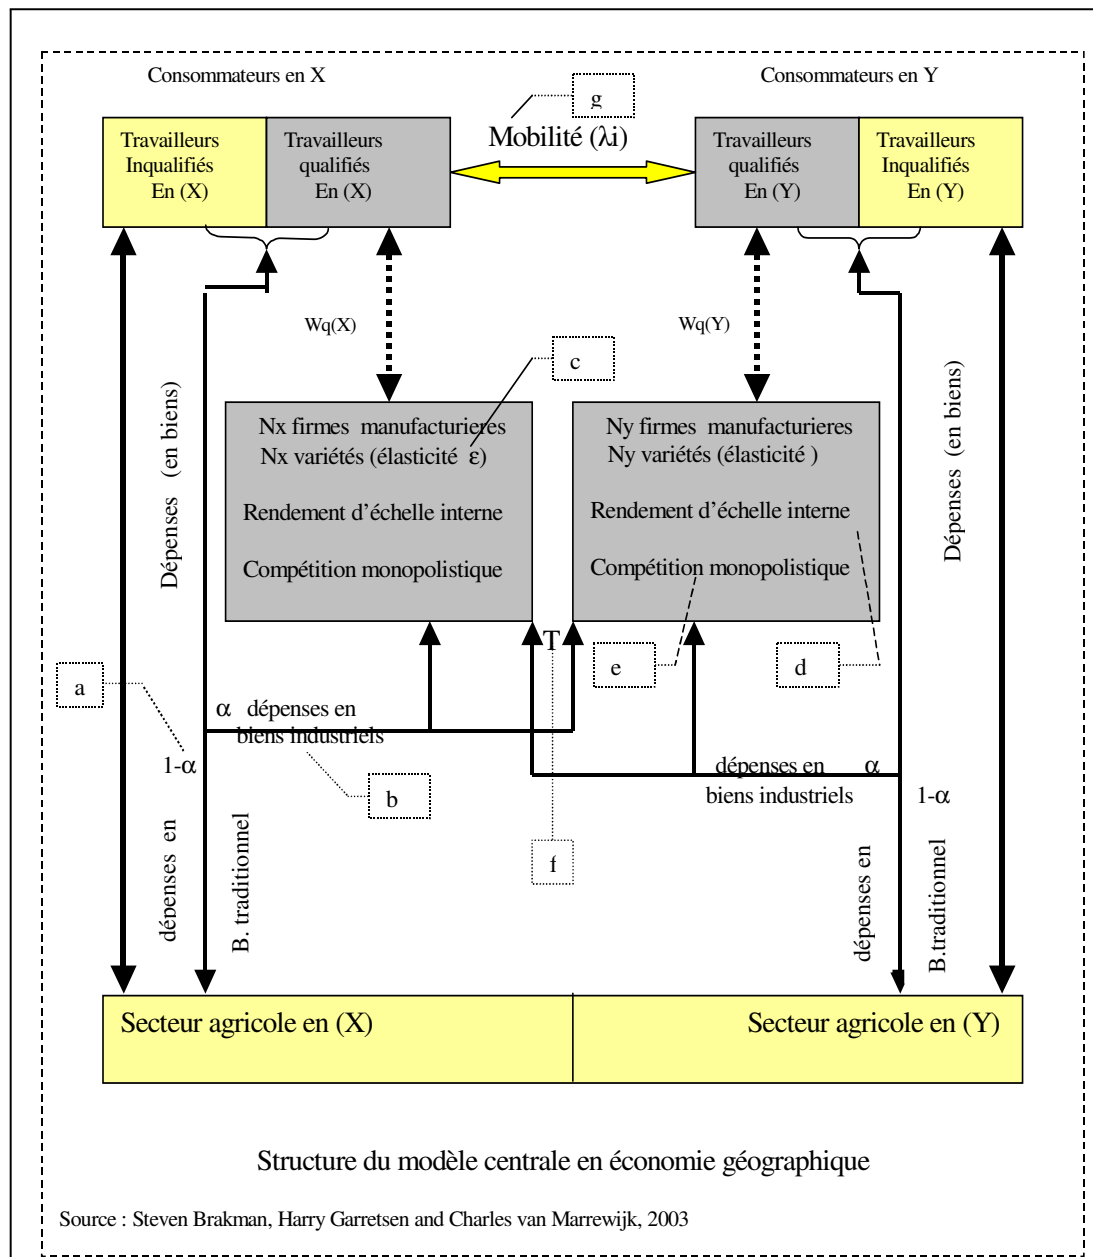 Consommateurs en X
Consommateurs en Y
g
Mobilité (λi)
Travailleurs
Inqualifiés
En (X)
Travailleurs
qualifiés
En (X)
Travailleurs
qualifiés
En (Y)
Travailleurs
Inqualifiés
En (Y)
Wq(X)
Wq(Y)
c
Dépenses (en biens)
Dépenses (en biens)
Nx firmes manufacturieres
Nx variétés (élasticité ε)
Rendement d'échelle interne
Compétition monopolistique
Ny firmes manufacturieres
Ny variétés (élasticité )
Rendement d'échelle interne
Compétition monopolistique
T
a
e
d
α dépenses en
biens industriels
1-α
b
dépenses en α
biens industriels
1-α
f
dépenses en
B. traditionnel
dépenses en
B.traditionnel
Secteur agricole en (X)
Secteur agricole en (Y)
Structure du modèle centrale en économie géographique
Source : Steven Brakman, Harry Garretsen and Charles van Marrewijk, 2003